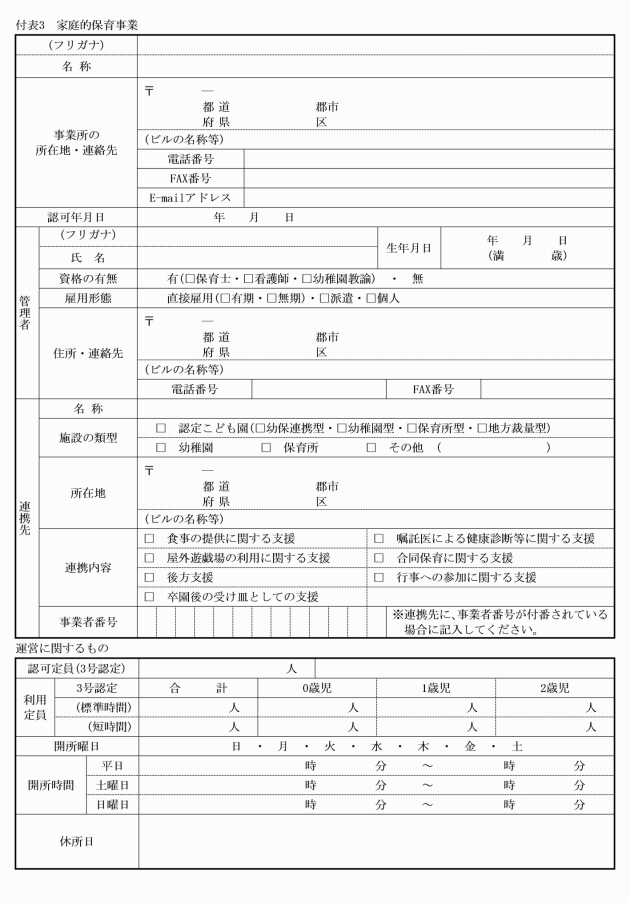 付表3　家庭的保育事業
(フリガナ)
名 称
事業所の
所在地・連絡先
〒　　―
都 道　　郡市
府 県　　区
(ビルの名称等)
電話番号
FAX番号
E-mailアドレス
認可年月日　　年　月　日
管理者
(フリガナ)
氏 名
生年月日
年　月　日
(満　　歳)
資格の有無　有(□保育士・□看護師・□幼稚園教諭)　・　無
雇用形態　直接雇用(□有期・□無期)・□派遣・□個人
住所・連絡先
〒　　―
都 道　　郡市
府 県　　区
(ビルの名称等)
電話番号　　FAX番号
連携先
名 称
施設の類型
□　認定こども園(□幼保連携型・□幼稚園型・□保育所型・□地方裁量型)
□　幼稚園　　□　保育所　　□　その他　(　　　　)
所在地
〒　　―
都 道　　郡市
府 県　　区
(ビルの名称等)
連携内容
□　食事の提供に関する支援　□　嘱託医による健康診断等に関する支援
□　屋外遊戯場の利用に関する支援　□　合同保育に関する支援
□　後方支援　□　行事への参加に関する支援
□　卒園後の受け皿としての支援
事業者番号
※連携先に、事業者番号が付番されている
場合に記入してください。
運営に関するもの
認可定員(3号認定)　　人
利用
定員
3号認定　合　計　0歳児　1歳児　2歳児
(標準時間)　人　人　人　人
(短時間)　人　人　人　人
開所曜日　日　・　月　・　火　・　水　・　木　・　金　・　土
開所時間
平日　時　分　～　時　分
土曜日　時　分　～　時　分
日曜日　時　分　～　時　分
休所日